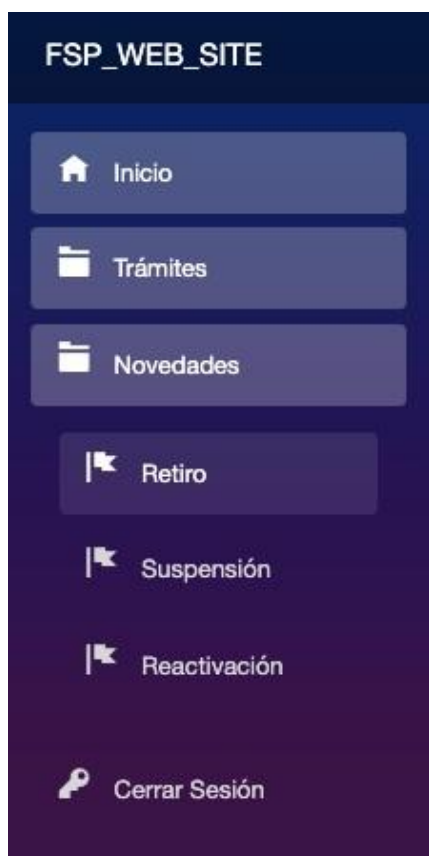 FSP_WEB_SITE
Inicio
Trámites
Novedades
Retiro
Suspensión
Reactivación
Cerrar Sesión